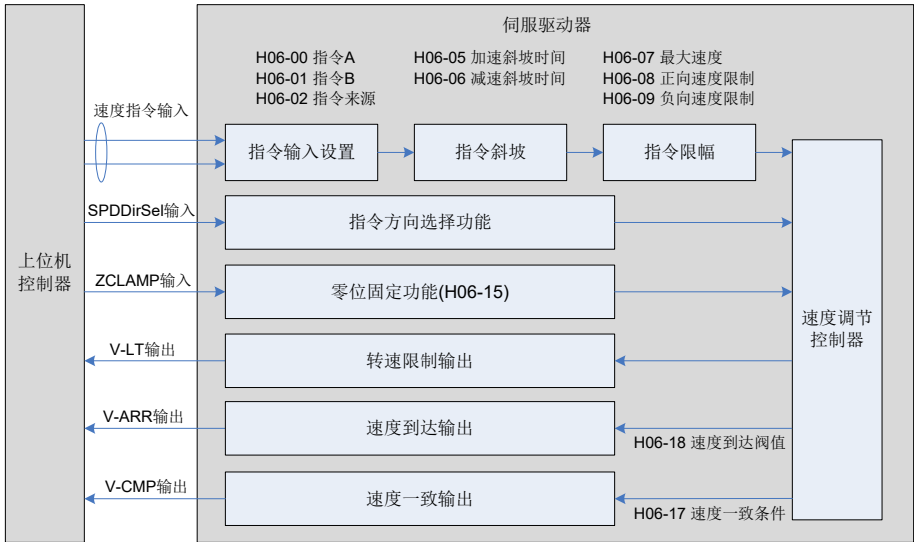 伺服驱动器
H06-00 指令A
H06-01 指令B
H06-02 指令来源
H06-05 加速斜坡时间
H06-06 减速斜坡时间
H06-07 最大速度
H06-08 正向速度限制
H06-09 负向速度限制
速度指令输入
指令输入设置
指令斜坡
指令限幅
SPDDirSel输入
指令方向选择功能
上位机
控制器
ZCLAMP输入
零位固定功能(H06-15)
速度调节
控制器
V-LT输出
转速限制输出
V-ARR输出
速度到达输出
H06-18 速度到达阀值
V-CMP输出
速度一致输出
H06-17 速度一致条件